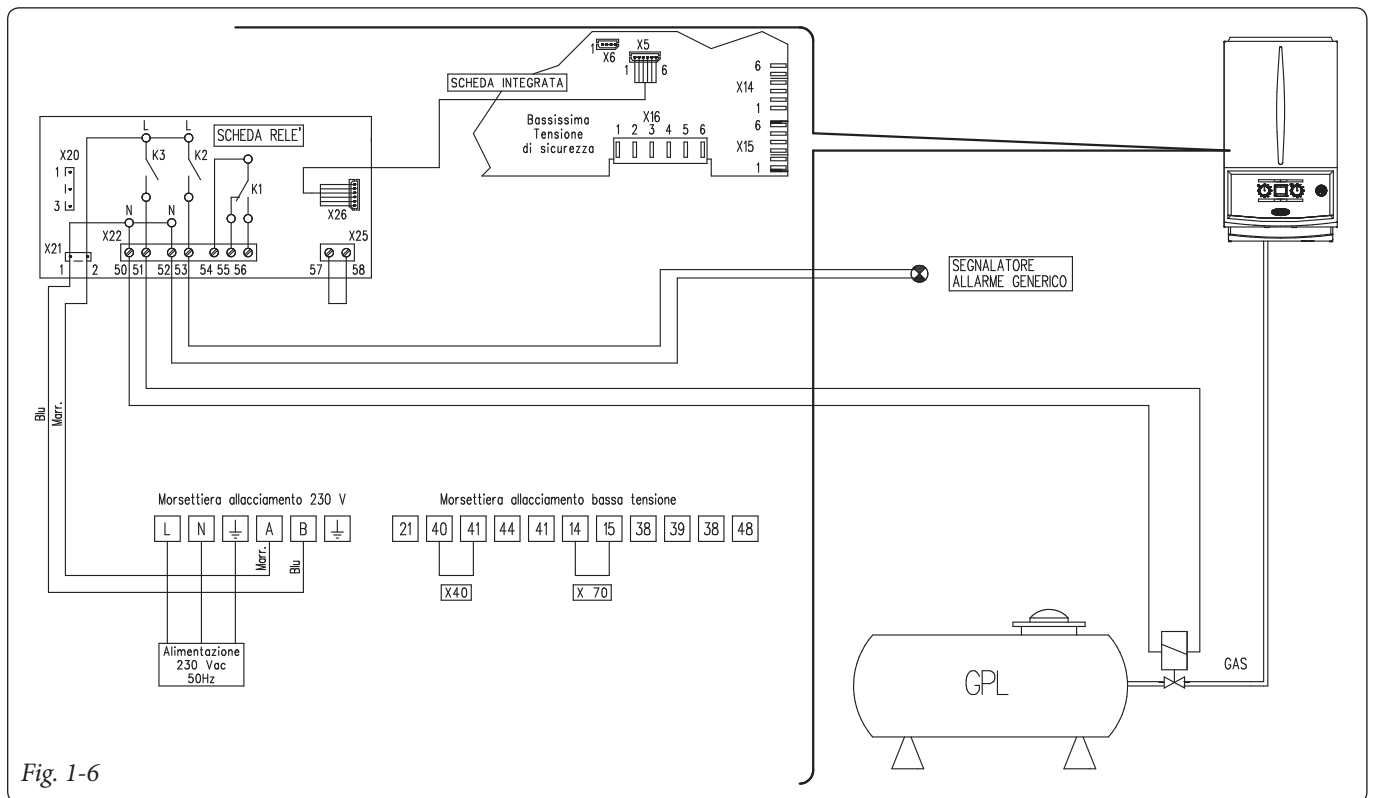 1
X6
X5
1
6
SCHEDA INTEGRATA
6
X14
1
X16
Bassissima
Tensione
di sicurezza
1 2 3 4 5 6
6
X15
1
L
L
SCHEDA RELE'
X20
K3
K2
1
3
K1
X26
N
N
X22
X25
X21
1
2
50 51
52 53
54 55 56
57
58
SEGNALATORE
ALLARME GENERICO
Blu
Marr.
Morsettiera allacciamento 230 V
L
N
A
B
Marr.
Blu
Morsettiera allacciamento bassa tensione
21 40 41 44 41 14 15 38 39 38 48
X40
X 70
Alimentazione
230 Vac
50Hz
GPL
GAS
Fig. 1-6